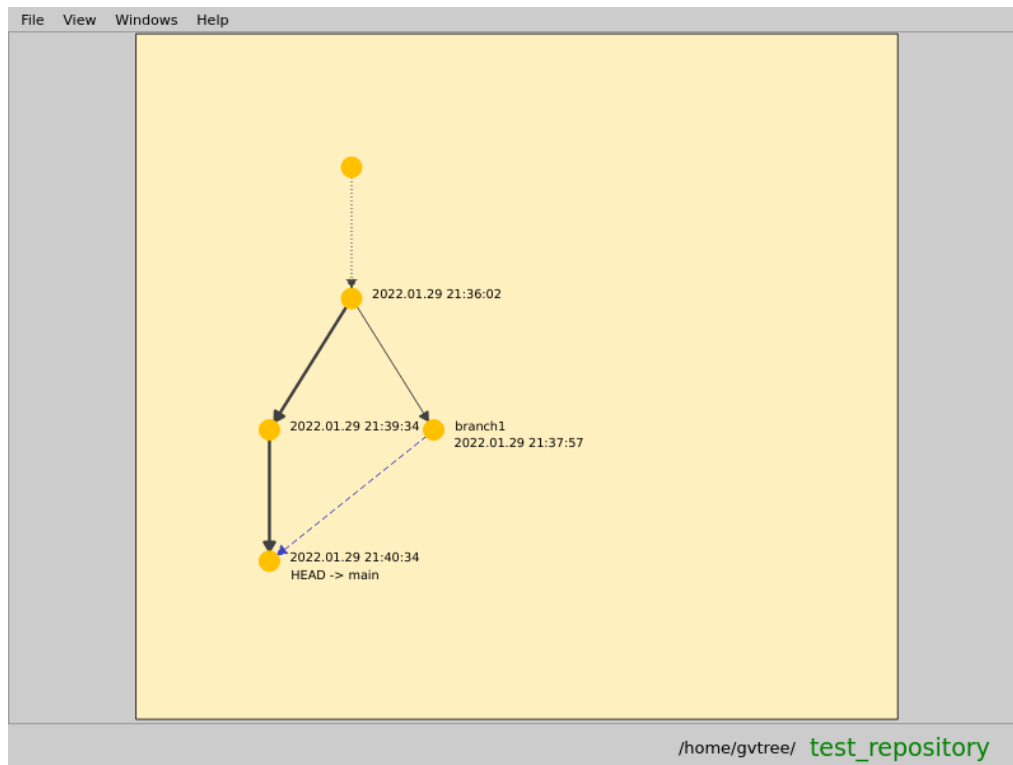 File View Windows Help
2022.01.29 21:36:02
2022.01.29 21:39:34
branch1
2022.01.29 21:37:57
2022.01.29 21:40:34
HEAD -> main
/home/gvtree/ test_repository